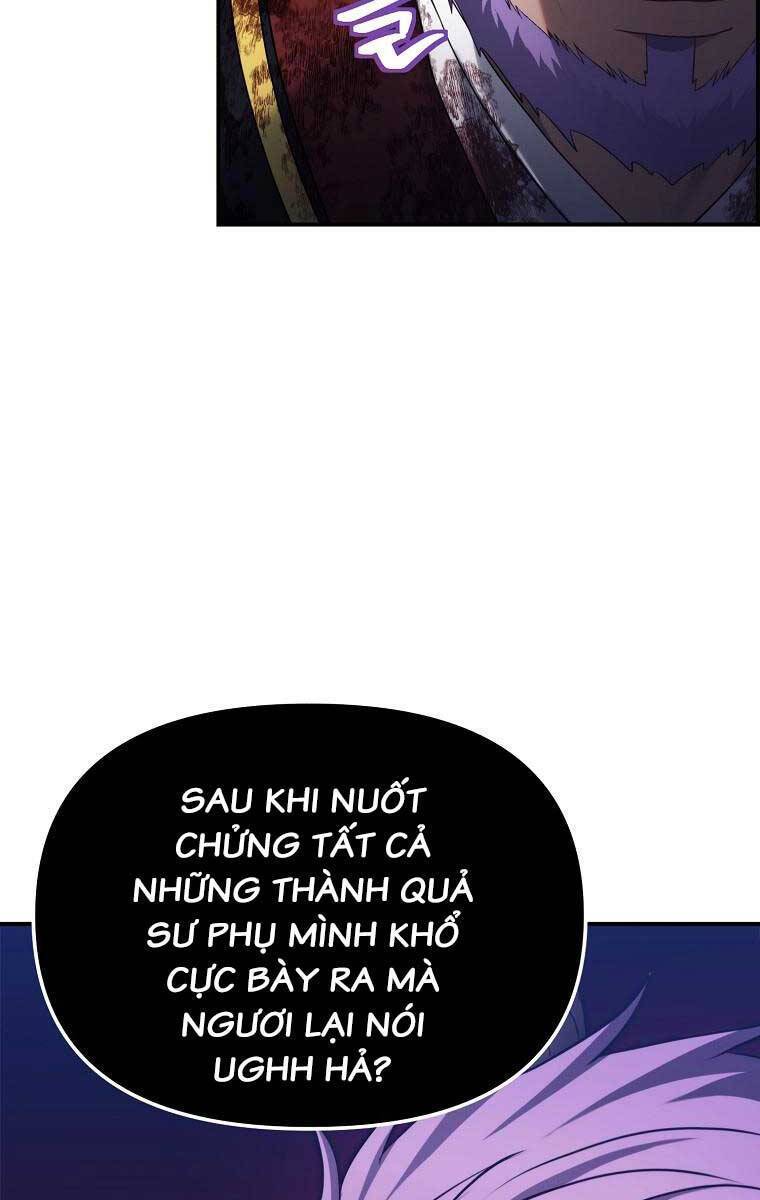 SAU KHI NUỐT
CHỬNG TẤT CẢ
NHỮNG THÀNH QUẢ
SƯ PHỤ MÌNH KHỔ
CỰC BÀY RA MÀ
NGƯƠI LẠI NÓI
UGHH HẢ?